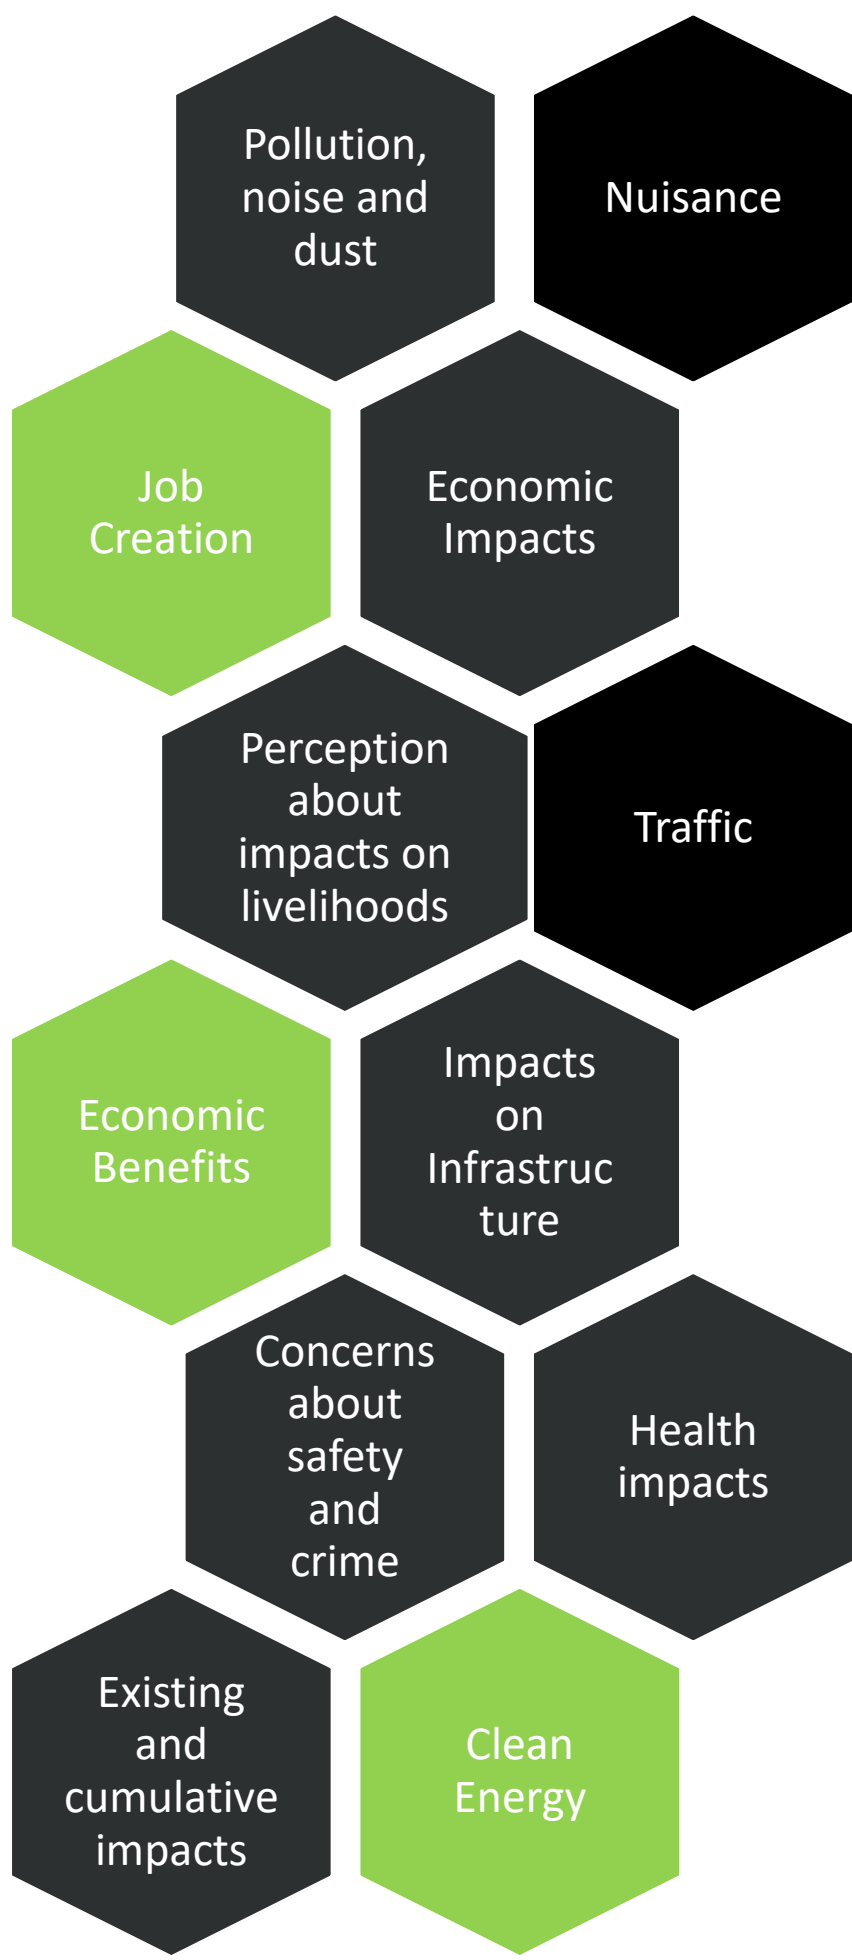 Pollution,
noise and
dust
Nuisance
Job
Creation
Economic
Impacts
Perception
about
impacts on
livelihoods
Traffic
Economic
Benefits
Impacts
on
Infrastruc
ture
Concerns
about
safety
and
crime
Health
impacts
Existing
and
cumulative
impacts
Clean
Energy